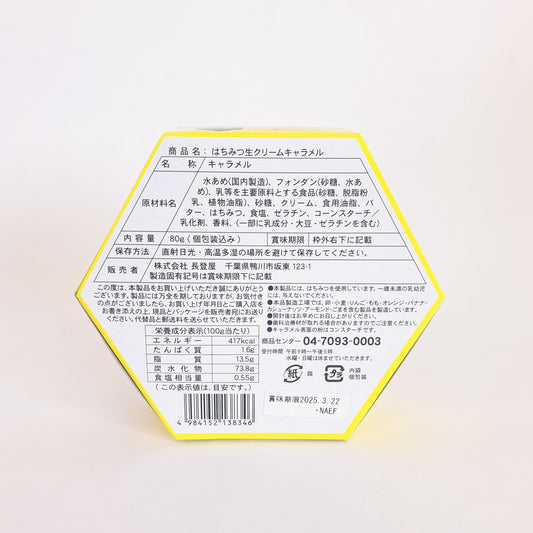 商品名：はちみつ生クリームキャラメル
名 称 キャラメル
原材料名 水あめ(国内製造)、フォンダン(砂糖、水あ
め)、乳等を主要原料とする食品(砂糖、脱脂粉
乳、植物油脂)、砂糖、クリーム、食用油脂、バ
ター、はちみつ、食塩、ゼラチン、コーンスターチ／
乳化剤、香料、(一部に乳成分・大豆・ゼラチンを含む)
内 容 量 80g(個包装込み) 賞味期限 枠外右下に記載
保存方法 直射日光・高温多湿の場所を避けて保存してください。
販 売 者 株式会社 長登屋 千葉県鴨川市坂東 123-1
製造固有記号は賞味期限下に記載
この度は、本製品をお買い上げいただき誠にありがとう
ございます。製品には万全を期しておりますが、お気付き
の点がございましたら、お買い上げ年月日とご購入店を
お書き添えの上、現品とパッケージを販売者宛にお送り
ください。代替品と郵送料を送らせていただきます。
栄養成分表示(100g当たり)
エネルギー 417kcal
たんぱく質 1.6g
脂 質 13.5g
炭水化物 73.8g
食塩相当量 0.55g
(この表示値は、目安です。)
4 984152 138346
●本製品には、はちみつを使用しています。一歳未満の乳幼児
には、与えないでください。
●本品製造工場では、卵・小麦・りんご・もも・オレンジ・バナナ・
カシューナッツ・アーモンド・ごまを含む製品を製造しています。
●開封後はお早めにお召し上がりください。
●歯科治療材が取れる場合がありますのでご注意ください。
●キャラメル表面の粉はコーンスターチです。
商品センター 04-7093-0003
受付時間 午前9時〜午後5時
水曜・日曜は休ませていただきます。
紙 箱
プラ 内袋
個包装
賞味期限2025.3.22
+NAEF